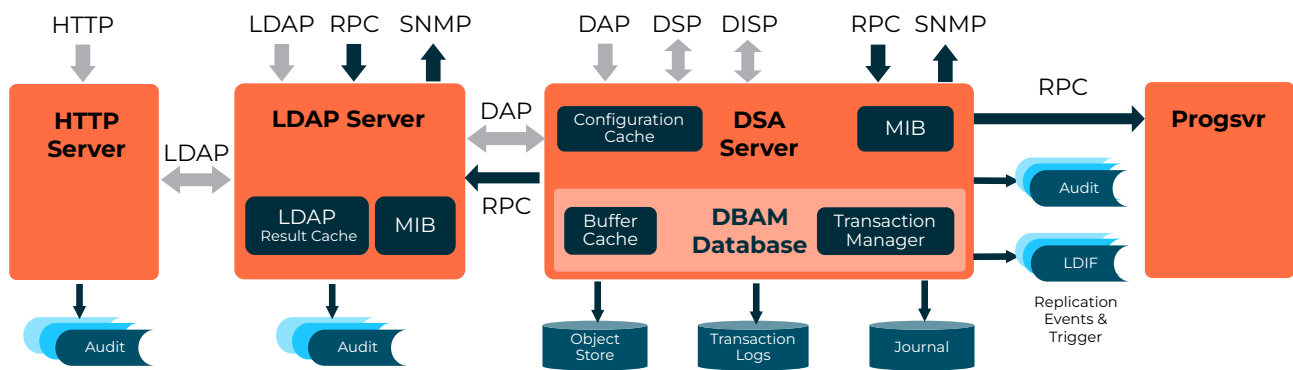 HTTP
LDAP
RPC
SNMP
DAP
DSP
DISP
RPC
SNMP
HTTP
Server
LDAP
LDAP Server
LDAP
Result Cache
MIB
DAP
RPC
Configuration
Cache
DSA
Server
MIB
Buffer
Cache
DBAM
Database
Transaction
Manager
RPC
Progsvr
Audit
LDIF
Replication
Events &
Trigger
Audit
Audit
Object
Store
Transaction
Logs
Journal